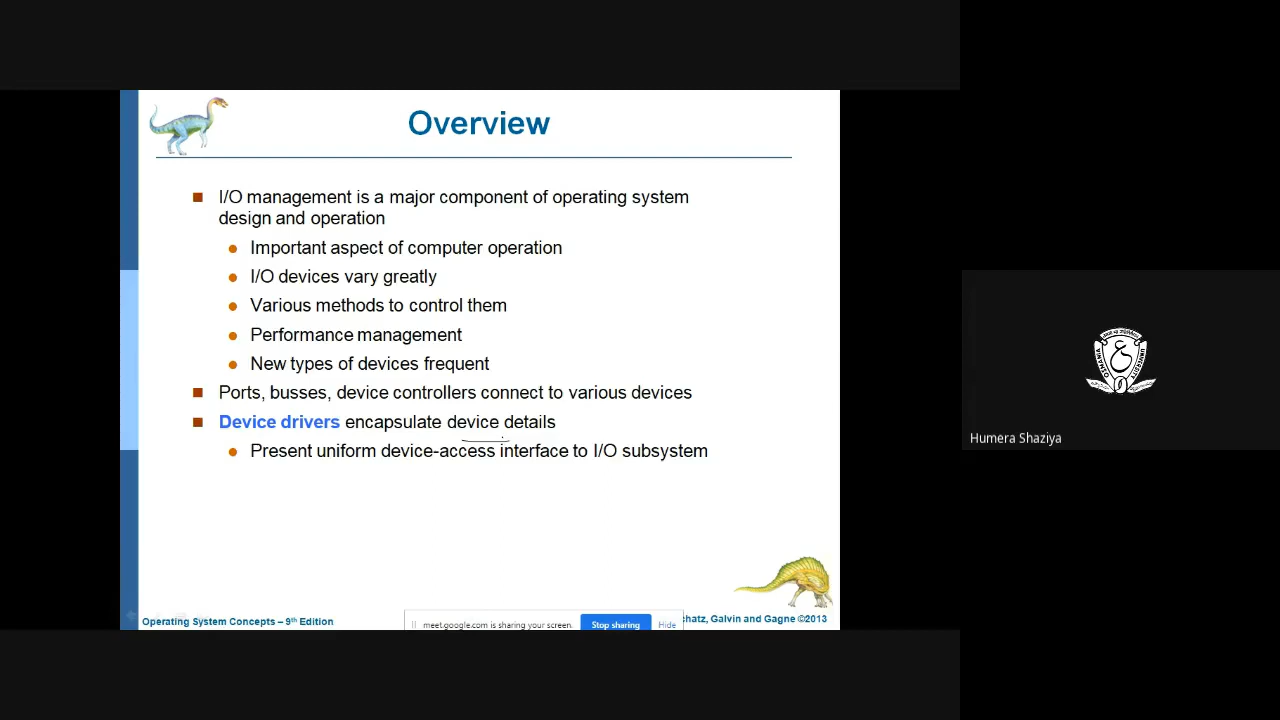 Overview
I/O management is a major component of operating system
design and operation
Important aspect of computer operation
I/O devices vary greatly
Various methods to control them
Performance management
New types of devices frequent
Ports, busses, device controllers connect to various devices
Device drivers encapsulate device details
Present uniform device-access interface to I/O subsystem
Operating System Concepts – 9th Edition
meet.google.com is sharing your screen.
Stop sharing
Hide
chatz, Galvin and Gagne ©2013
OSMANIA UNIVERSITY
Humera Shaziya